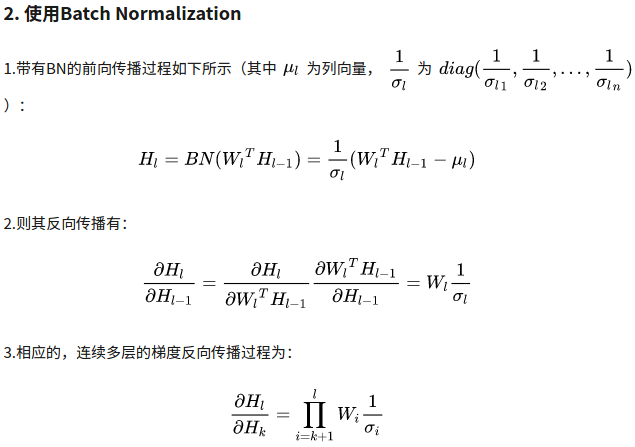 2. 使用Batch Normalization
1.带有BN的前向传播过程如下所示（其中 $\mu_l$ 为列向量， $\frac{1}{\sigma_l}$ 为 $diag(\frac{1}{\sigma_{l1}}, \frac{1}{\sigma_{l2}}, \ldots, \frac{1}{\sigma_{ln}})$
）：
$H_l = BN(W_l^T H_{l-1}) = \frac{1}{\sigma_l}(W_l^T H_{l-1} - \mu_l)$
2.则其反向传播有：
$\frac{\partial H_l}{\partial H_{l-1}} = \frac{\partial H_l}{\partial W_l^T H_{l-1}} \frac{\partial W_l^T H_{l-1}}{\partial H_{l-1}} = W_l \frac{1}{\sigma_l}$
3.相应的，连续多层的梯度反向传播过程为：
$\frac{\partial H_l}{\partial H_k} = \prod_{i=k+1}^{l} W_i \frac{1}{\sigma_i}$